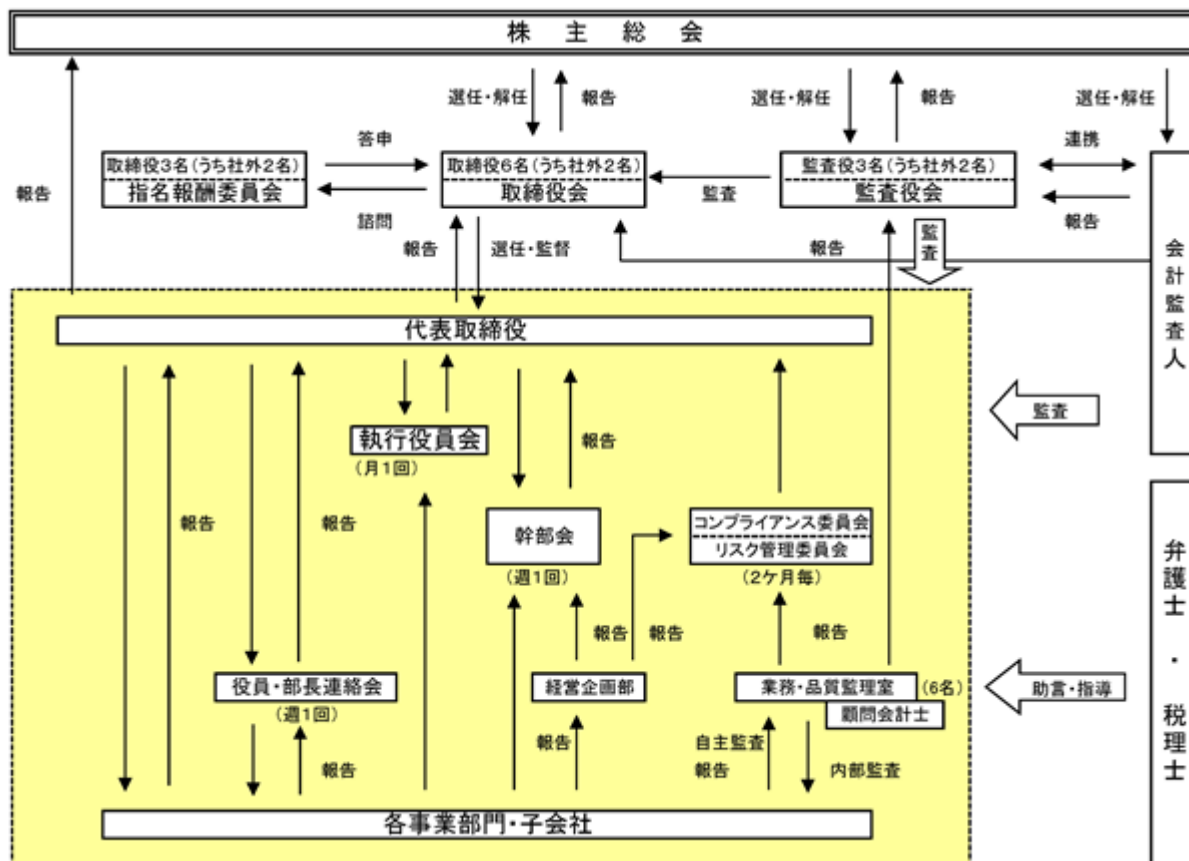 株主総会
選任・解任
報告
選任・解任
報告
選任・解任
報告
答申
連携
取締役3名(うち社外2名)
指名報酬委員会
取締役6名(うち社外2名)
取締役会
監査役3名(うち社外2名)
監査役会
監査
諮問
報告
報告
選任・監督
報告
監査
会計監査人
代表取締役
監査
執行役員会
(月1回)
報告
報告
報告
幹部会
(週1回)
コンプライアンス委員会
リスク管理委員会
(2ケ月毎)
弁護士・税理士
報告
報告
報告
役員・部長連絡会
(週1回)
経営企画部
業務・品質監理室
(6名)
顧問会計士
助言・指導
報告
報告
自主監査
報告
内部監査
各事業部門・子会社